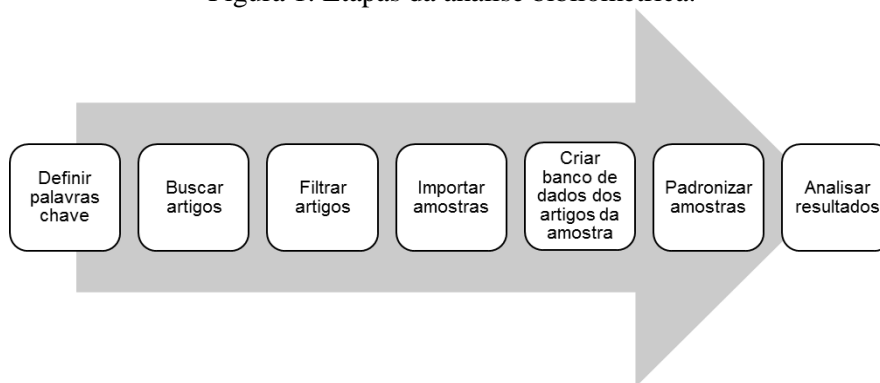 Figura 1: Etapas da análise bibliométrica.
Definir
palavras
chave
Buscar
artigos
Filtrar
artigos
Importar
amostras
Criar
banco de
dados dos
artigos da
amostra
Padronizar
amostras
Analisar
resultados